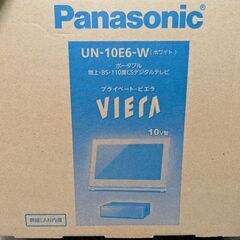 Panasonic
UN-10E6-W(ホワイト)
ポータブル
地上・BS・110度CSデジタルテレビ
プライベート・ビエラ
VIERA
10v型
無線LAN内蔵